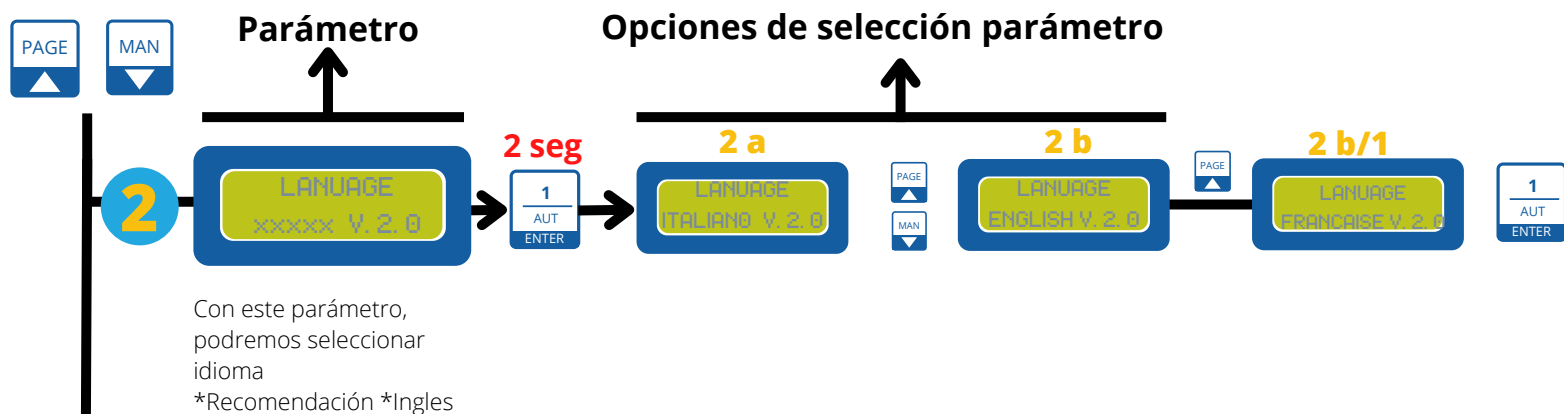 PAGE
MAN
Parámetro
Opciones de selección parámetro
2
LANUAGE
xxxxx V.2.0
2 seg
1
AUT
ENTER
2 a
LANUAGE
ITALIANO V.2.0
PAGE
MAN
2 b
LANUAGE
ENGLISH V.2.0
PAGE
2 b/1
LANUAGE
FRANCAISE V.2.0
1
AUT
ENTER
Con este parámetro,
podremos seleccionar
idioma
*Recomendación *Ingles